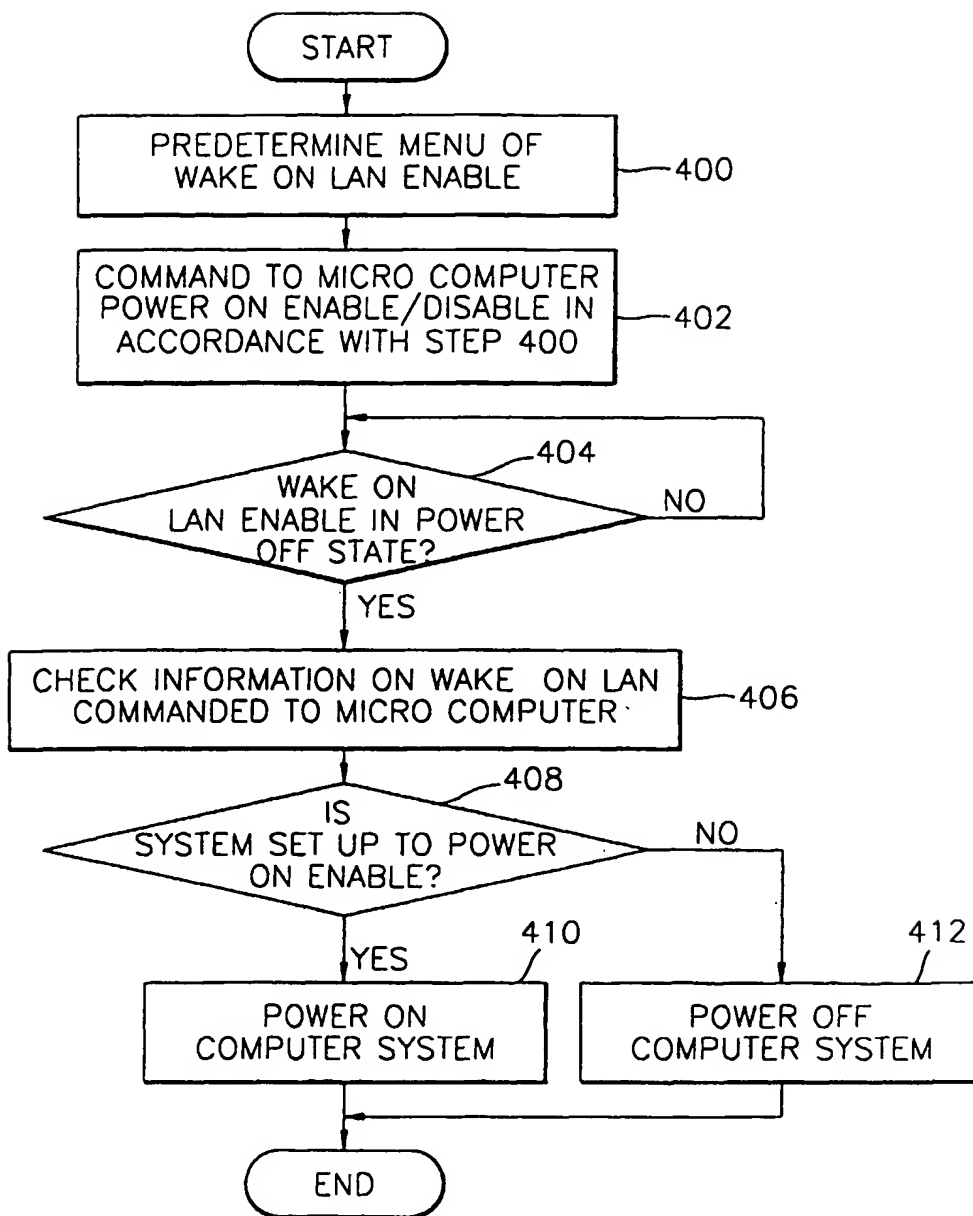 START
PREDETERMINE MENU OF
WAKE ON LAN ENABLE
400
COMMAND TO MICRO COMPUTER
POWER ON ENABLE/DISABLE IN
ACCORDANCE WITH STEP 400
402
404
WAKE ON
LAN ENABLE IN POWER
OFF STATE?
NO
YES
CHECK INFORMATION ON WAKE ON LAN
COMMANDED TO MICRO COMPUTER
406
408
IS
SYSTEM SET UP TO POWER
ON ENABLE?
NO
YES
410
412
POWER ON
COMPUTER SYSTEM
POWER OFF
COMPUTER SYSTEM
END